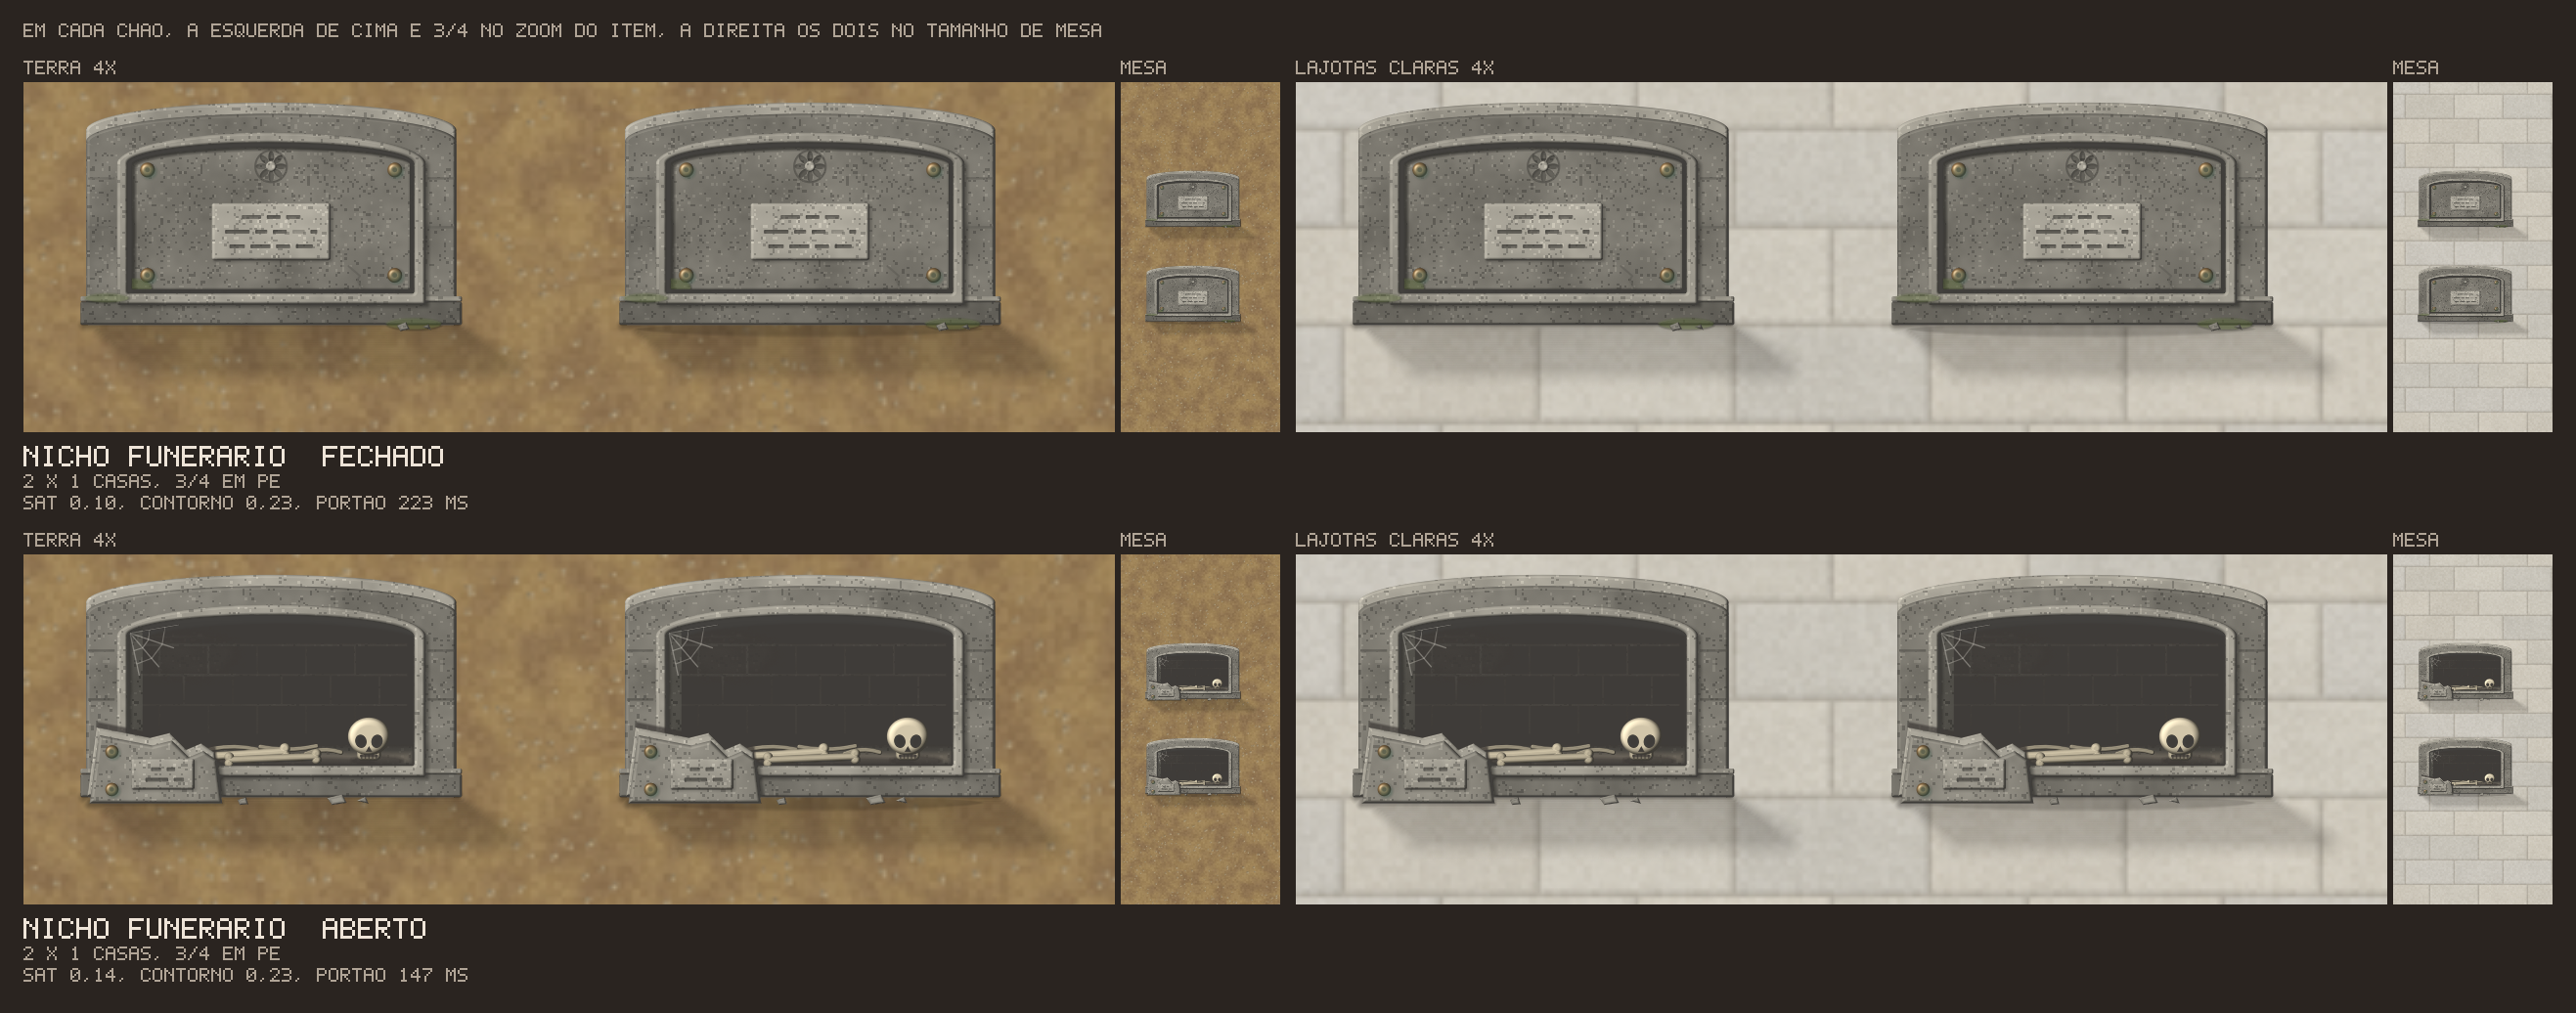 EM CADA CHAO, A ESQUERDA DE CIMA E 3/4 NO ZOOM DO ITEM, A DIREITA OS DOIS NO TAMANHO DE MESA
TERRA 4X
MESA
LAJOTAS CLARAS 4X
MESA
NICHO FUNERARIO FECHADO
2 X 1 CASAS, 3/4 EM PE
SAT 0,10, CONTORNO 0,23, PORTAO 223 MS
TERRA 4X
MESA
LAJOTAS CLARAS 4X
MESA
NICHO FUNERARIO ABERTO
2 X 1 CASAS, 3/4 EM PE
SAT 0,14, CONTORNO 0,23, PORTAO 147 MS